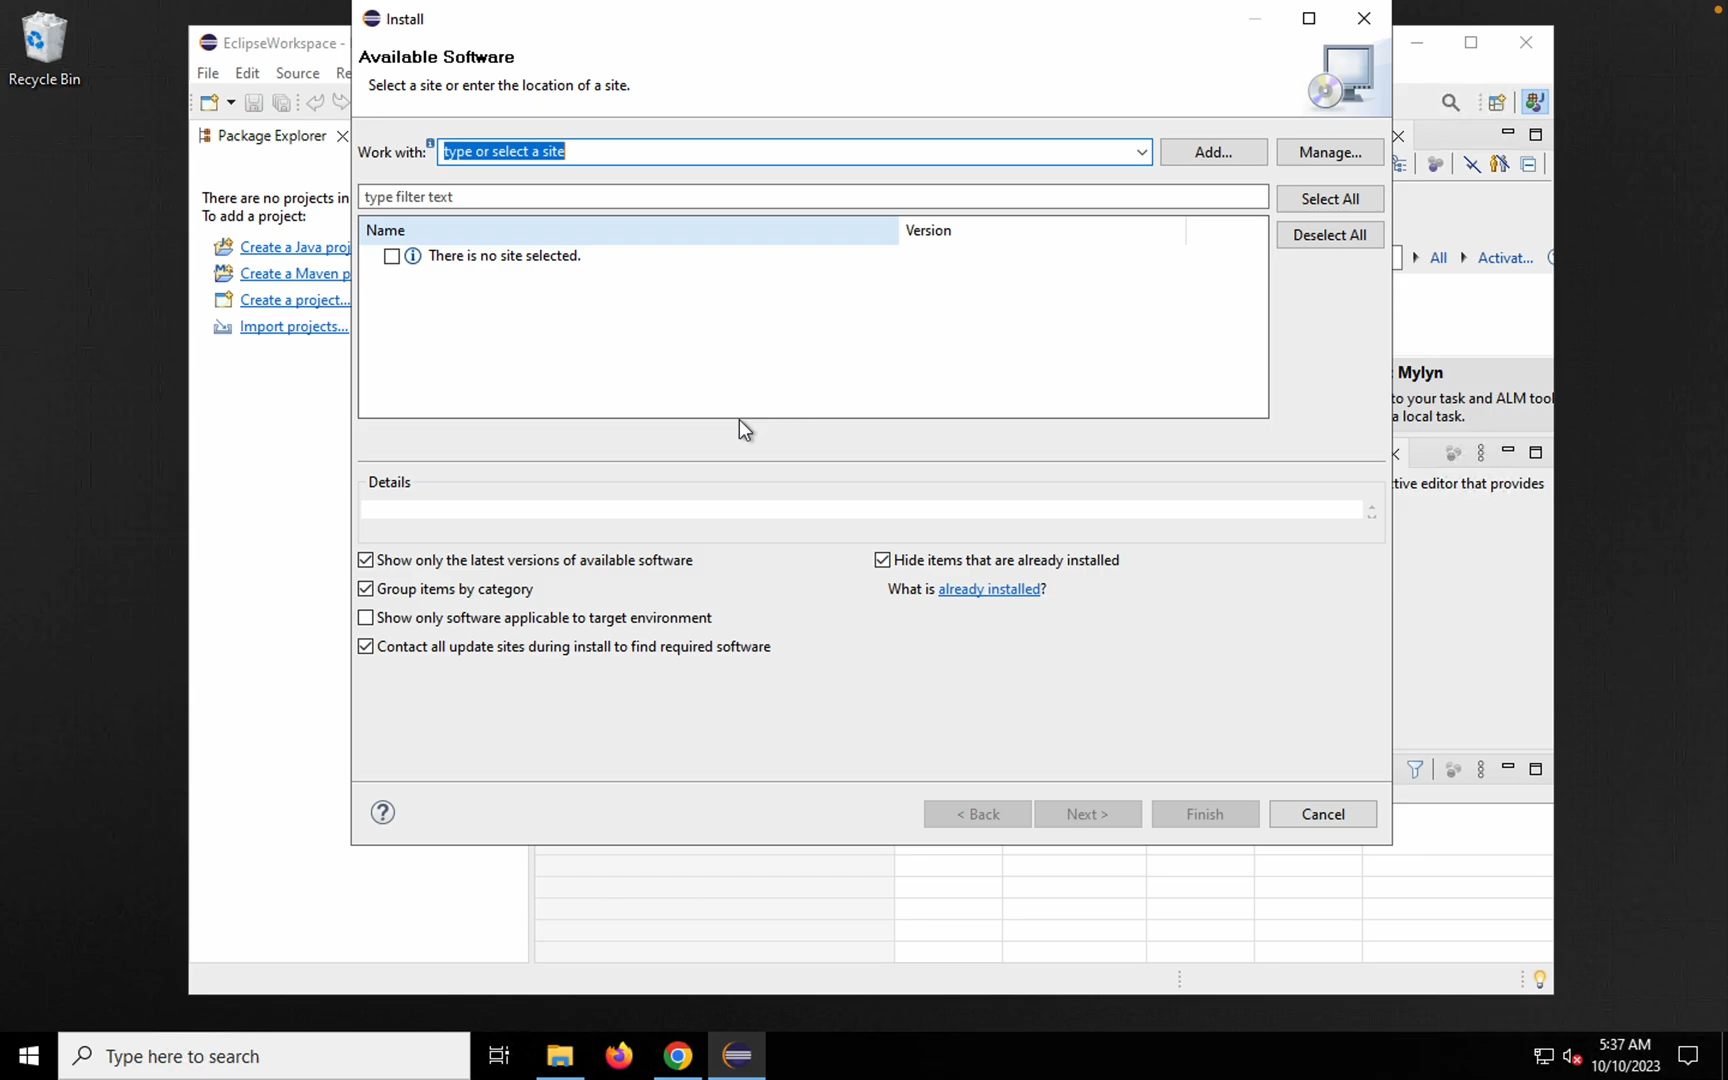 Recycle Bin
EclipseWorkspace -
File Edit Source Re
Package Explorer
There are no projects in
To add a project:
Create a Java proj
Create a Maven p
Create a project...
Import projects...
Install
Available Software
Select a site or enter the location of a site.
Work with: type or select a site
Add...
Manage...
type filter text
Select All
Deselect All
Name Version
There is no site selected.
Details
Show only the latest versions of available software
Hide items that are already installed
Group items by category
What is already installed?
Show only software applicable to target environment
Contact all update sites during install to find required software
< Back Next > Finish Cancel
All Activat...
: Mylyn
to your task and ALM tool
a local task.
tive editor that provides
Type here to search
5:37 AM
10/10/2023